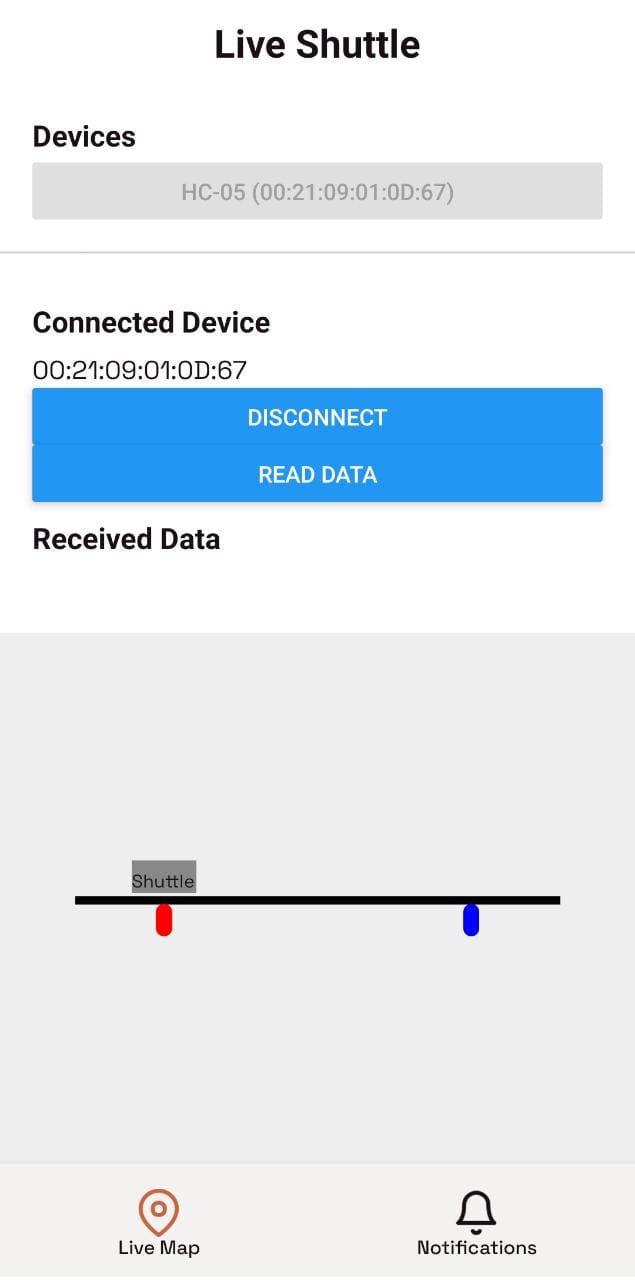 Live Shuttle
Devices
HC-05 (00:21:09:01:0D:67)
Connected Device
00:21:09:01:0D:67
DISCONNECT
READ DATA
Received Data
Shuttle
Live Map
Notifications